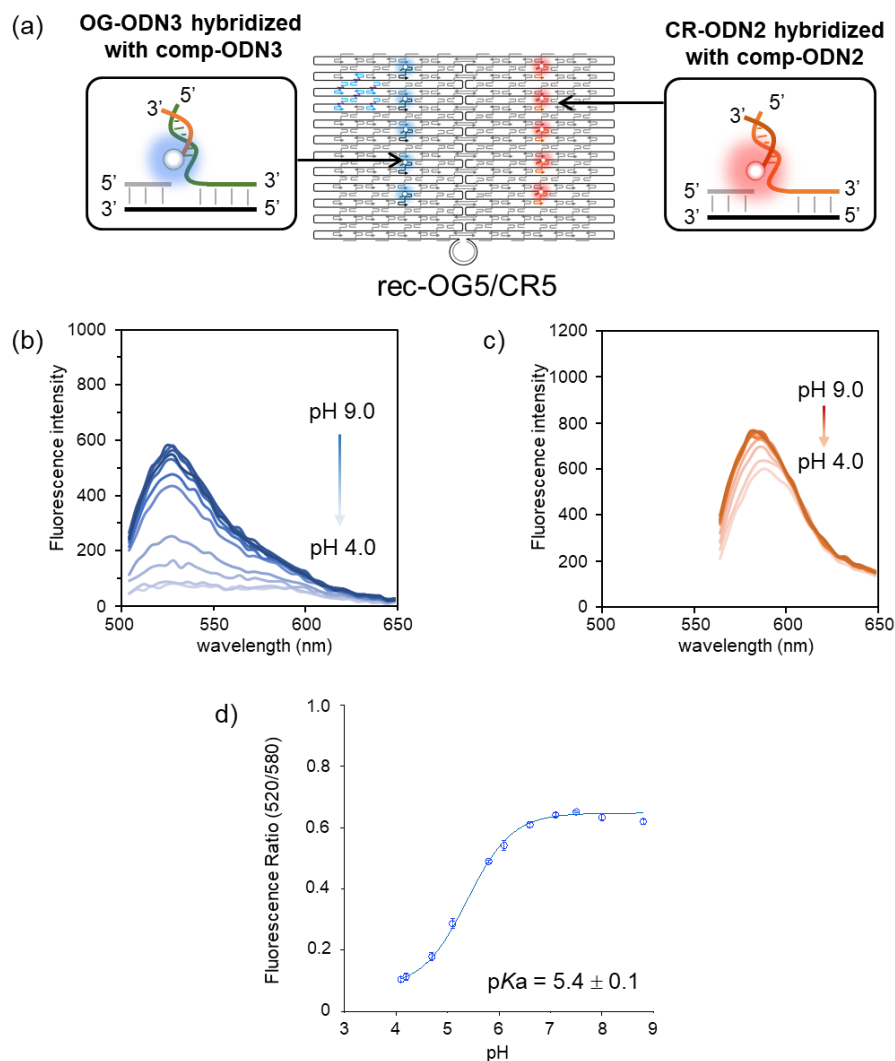 (a)
OG-ODN3 hybridized
with comp-ODN3
CR-ODN2 hybridized
with comp-ODN2
5’
3’
5’
3’
3’
5’
5’
3’
5’
3’
3’
5’
rec-OG5/CR5
(b)
1000
800
600
400
200
0
Fluorescence intensity
pH 9.0
pH 4.0
500
550
600
650
wavelength (nm)
c)
1200
1000
800
600
400
200
0
Fluorescence intensity
pH 9.0
pH 4.0
500
550
600
650
wavelength (nm)
d)
1.0
0.8
0.6
0.4
0.2
0
Fluorescence Ratio (520/580)
pKa = 5.4 ± 0.1
3
4
5
6
7
8
9
pH